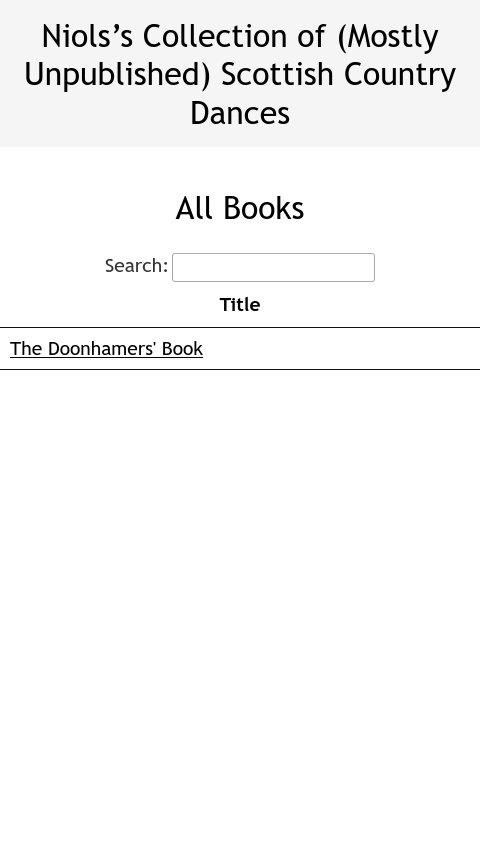 Niols’s Collection of (Mostly
Unpublished) Scottish Country
Dances
All Books
Search:
Title
The Doonhamers' Book